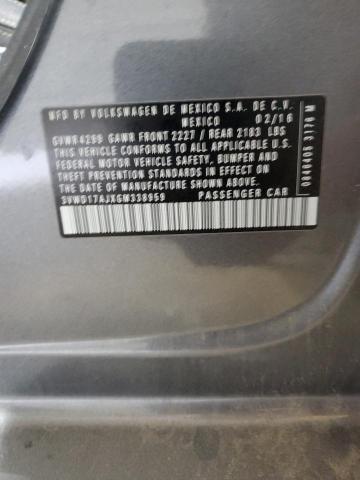 MFD BY VOLKSWAGEN DE MEXICO S.A. DE C.V.
MEXICO 02/16
GVWR 4299 GAWR FRONT 2227 / REAR 2183 LBS
THIS VEHICLE CONFORMS TO ALL APPLICABLE U.S.
FEDERAL MOTOR VEHICLE SAFETY, BUMPER AND
THEFT PREVENTION STANDARDS IN EFFECT ON
THE DATE OF MANUFACTURE SHOWN ABOVE.
3VWD17AJXGM338959 PASSENGER CAR